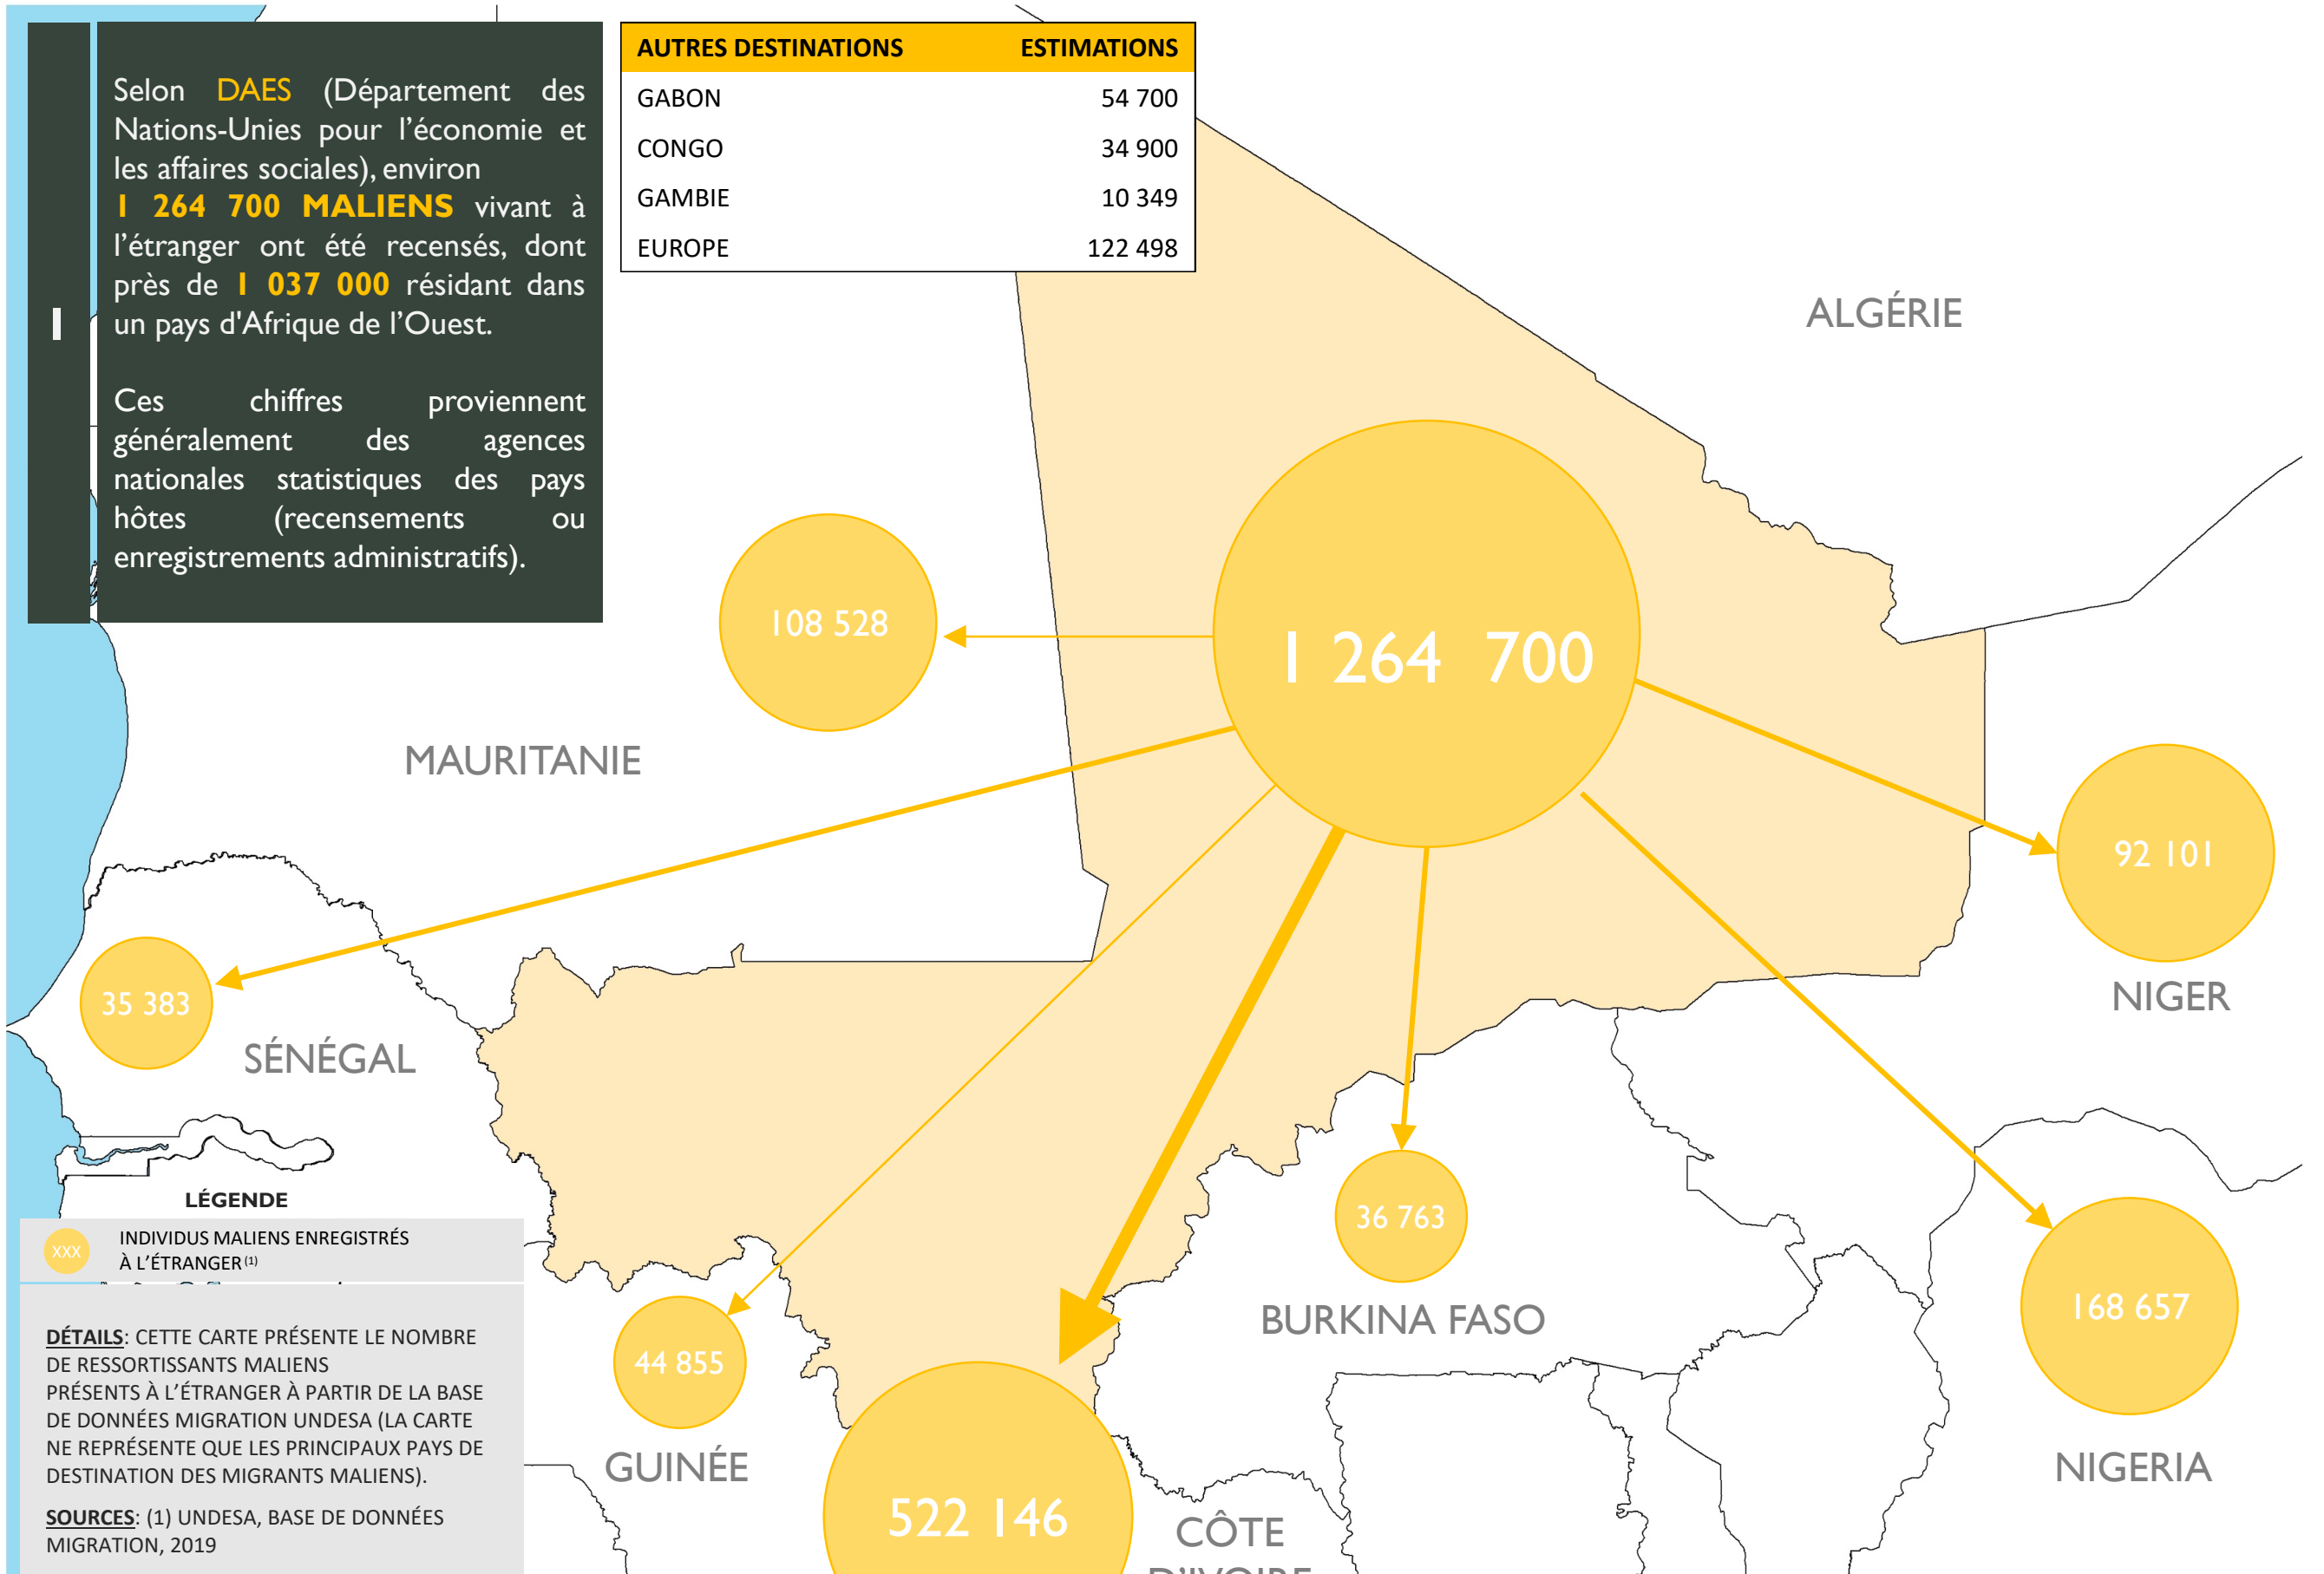 I
Selon DAES (Département des
Nations-Unies pour l'économie et
les affaires sociales), environ
1 264 700 MALIENS vivant à
l'étranger ont été recensés, dont
près de 1 037 000 résidant dans
un pays d'Afrique de l'Ouest.
Ces chiffres proviennent
généralement des agences
nationales statistiques des pays
hôtes (recensements ou
enregistrements administratifs).
AUTRES DESTINATIONS ESTIMATIONS
GABON 54 700
CONGO 34 900
GAMBIE 10 349
EUROPE 122 498
ALGÉRIE
108 528
1 264 700
MAURITANIE
92 101
NIGER
35 383
SÉNÉGAL
36 763
BURKINA FASO
168 657
NIGERIA
44 855
GUINÉE
522 146
CÔTE
D'IVOIRE
LÉGENDE
XXX INDIVIDUS MALIENS ENREGISTRÉS
À L'ÉTRANGER (1)
DÉTAILS: CETTE CARTE PRÉSENTE LE NOMBRE
DE RESSORTISSANTS MALIENS
PRÉSENTS À L'ÉTRANGER À PARTIR DE LA BASE
DE DONNÉES MIGRATION UNDESA (LA CARTE
NE REPRÉSENTE QUE LES PRINCIPAUX PAYS DE
DESTINATION DES MIGRANTS MALIENS).
SOURCES: (1) UNDESA, BASE DE DONNÉES
MIGRATION, 2019